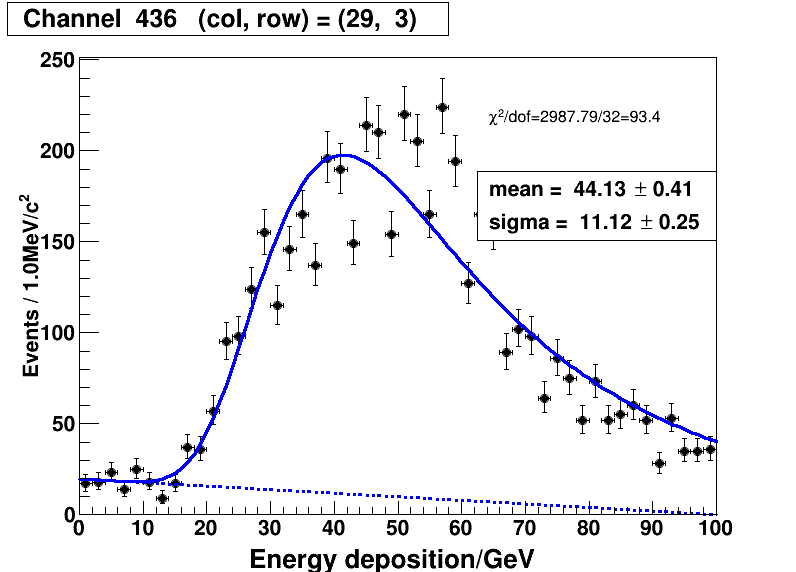 Channel 436 (col, row) = (29, 3)
250
200
150
100
50
0
Events / 1.0MeV/c²
χ²/dof=2987.79/32=93.4
mean = 44.13 ± 0.41
sigma = 11.12 ± 0.25
0 10 20 30 40 50 60 70 80 90 100
Energy deposition/GeV